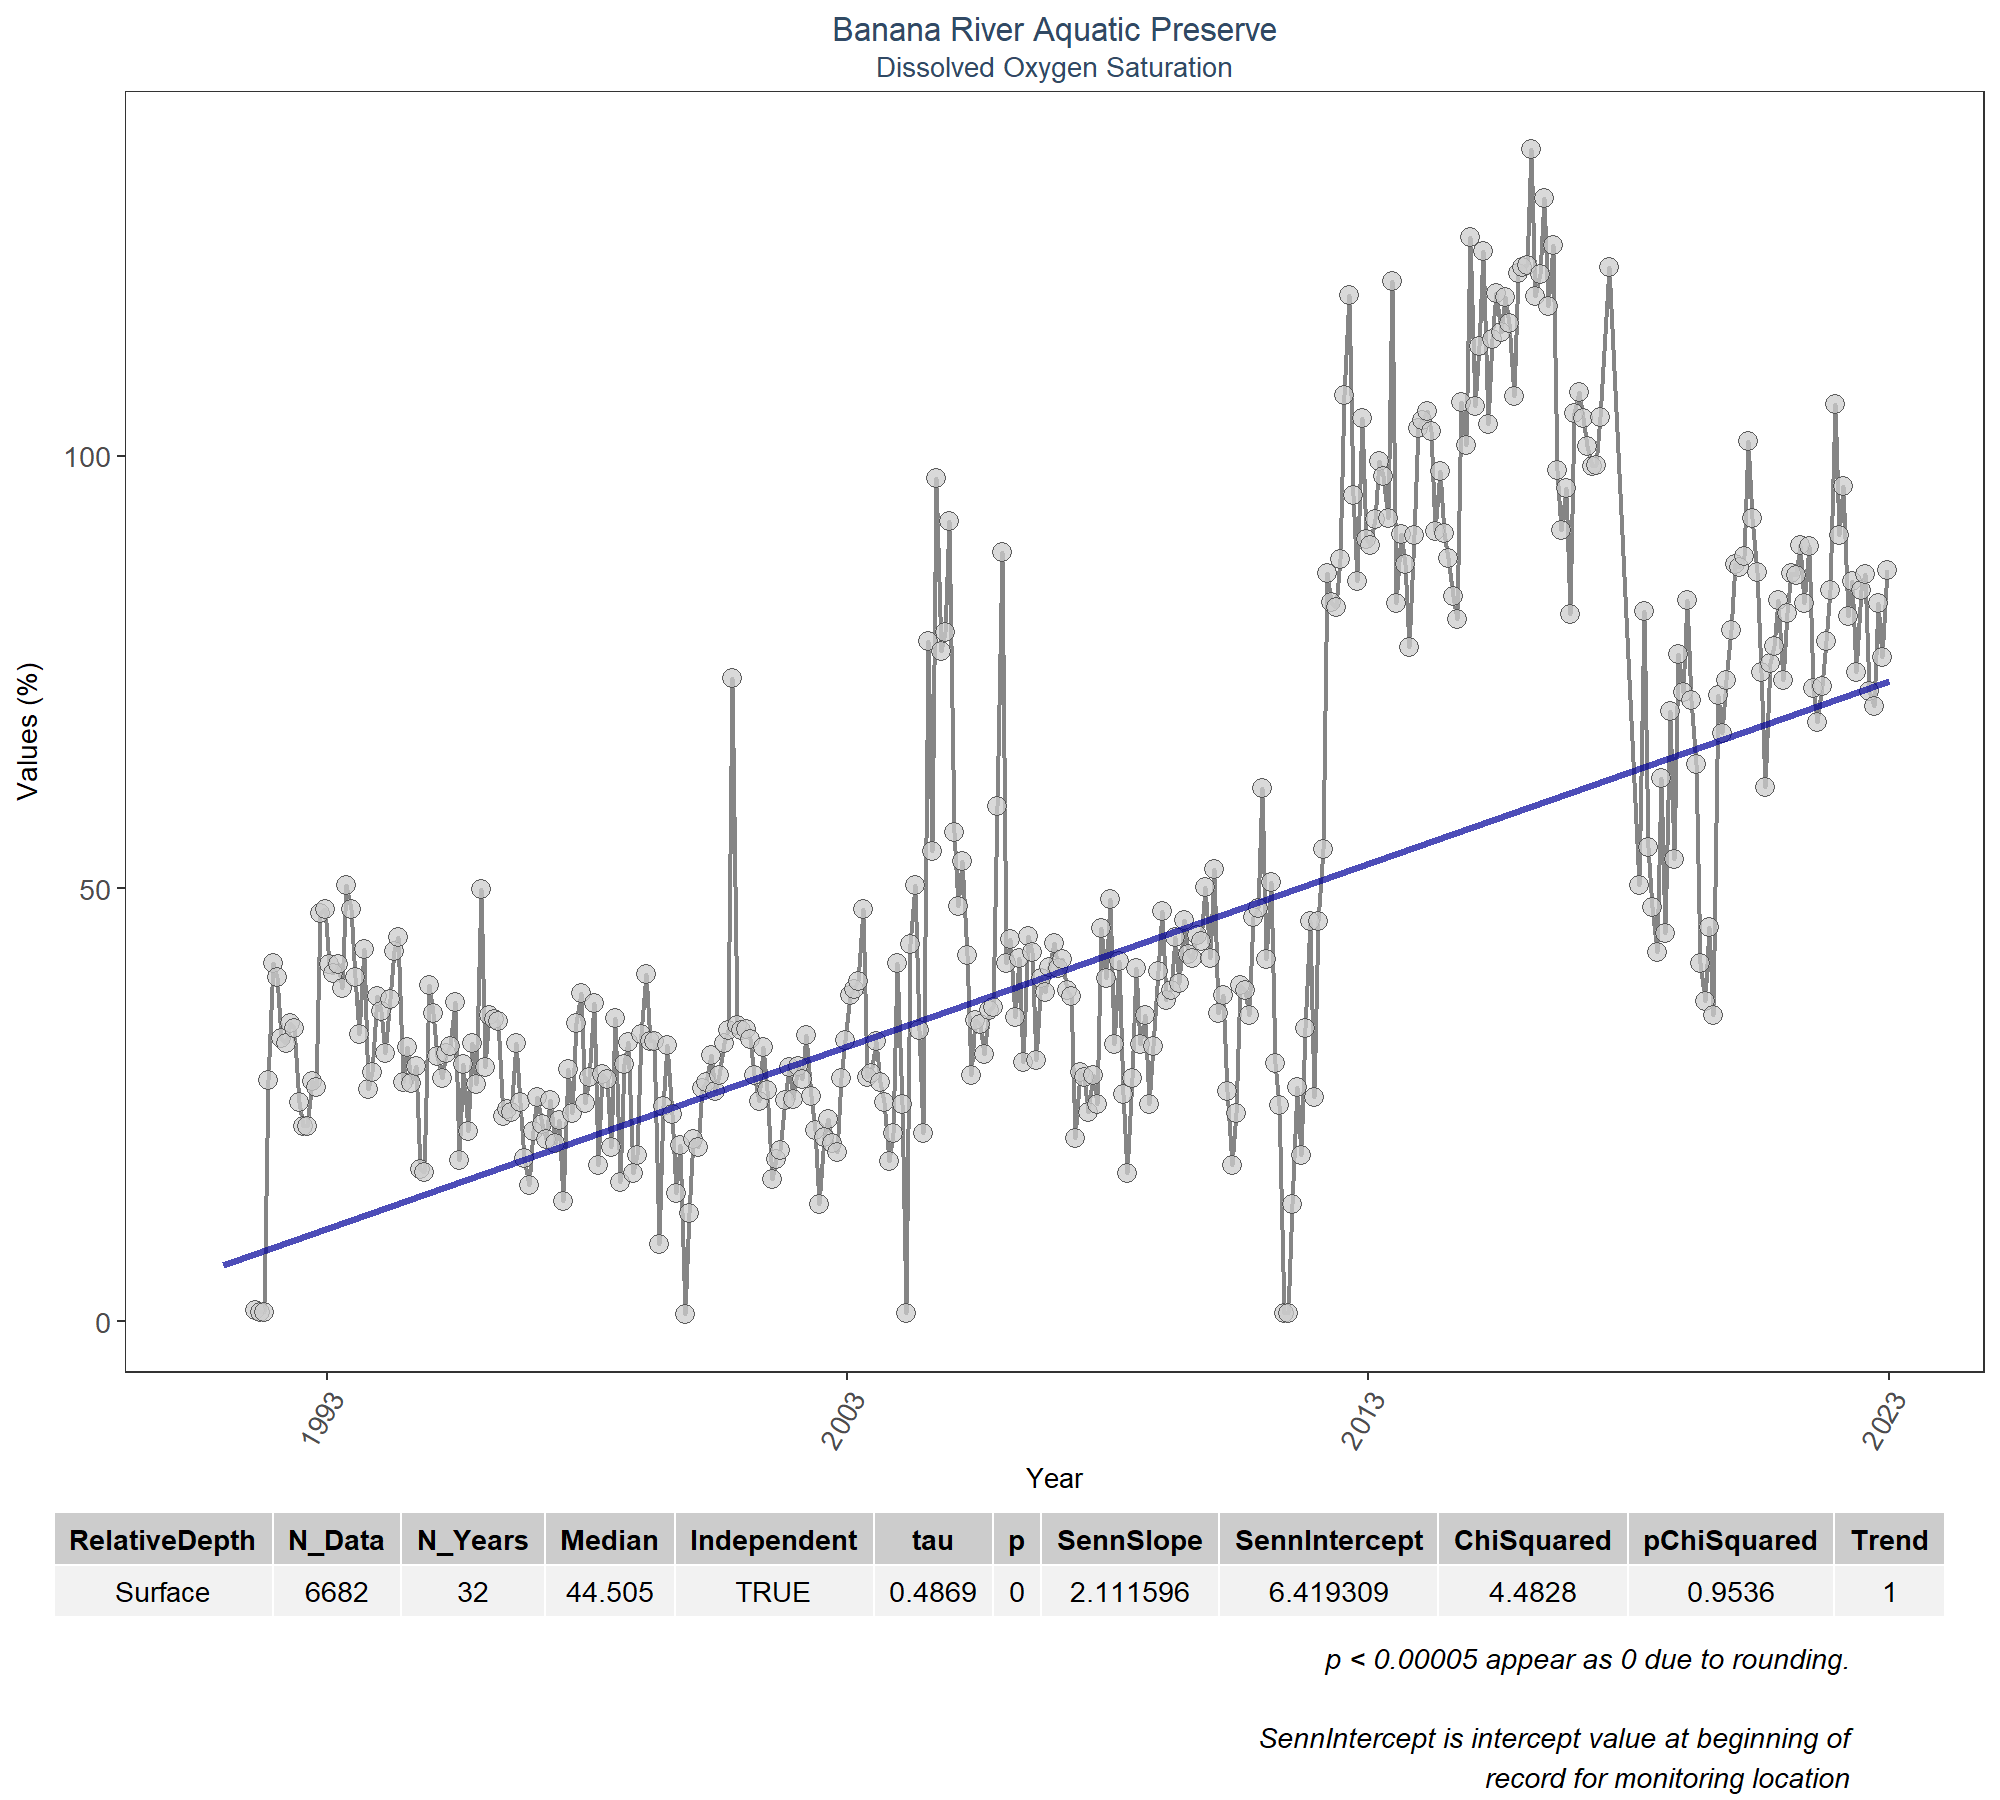 Banana River Aquatic Preserve
Dissolved Oxygen Saturation
Values (%)
100
50
0
1993
2003
2013
2023
Year
RelativeDepth N_Data N_Years Median Independent tau p SennSlope SennIntercept ChiSquared pChiSquared Trend
Surface 6682 32 44.505 TRUE 0.4869 0 2.111596 6.419309 4.4828 0.9536 1
p < 0.00005 appear as 0 due to rounding.
SennIntercept is intercept value at beginning of
record for monitoring location